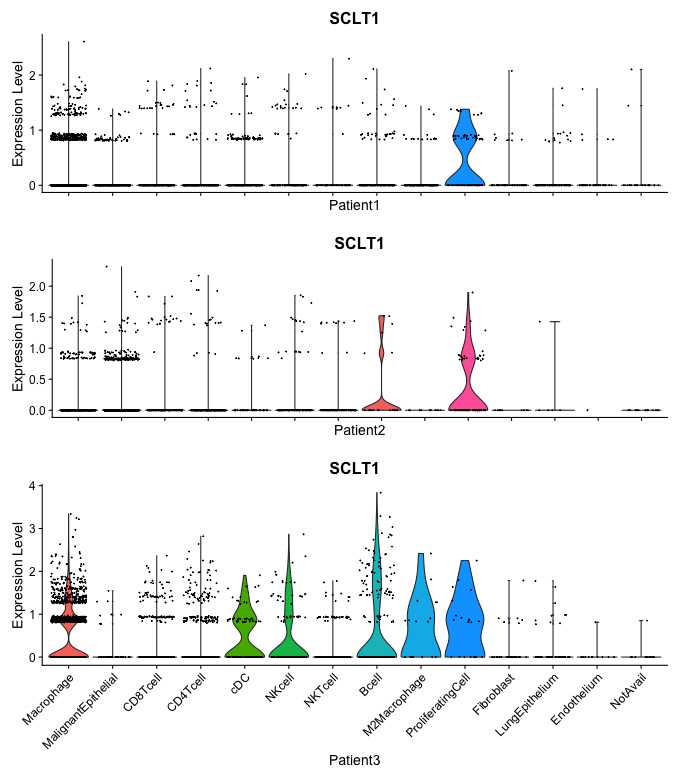 SCLT1
Expression Level
2
1
0
Patient1
SCLT1
Expression Level
2.0
1.5
1.0
0.5
0.0
Patient2
SCLT1
Expression Level
4
3
2
1
0
Macrophage
MalignantEpithelial
CD8Tcell
CD4Tcell
cDC
NKcell
NKTcell
Bcell
M2Macrophage
ProliferatingCell
Fibroblast
LungEpithelium
Endothelium
NotAvail
Patient3